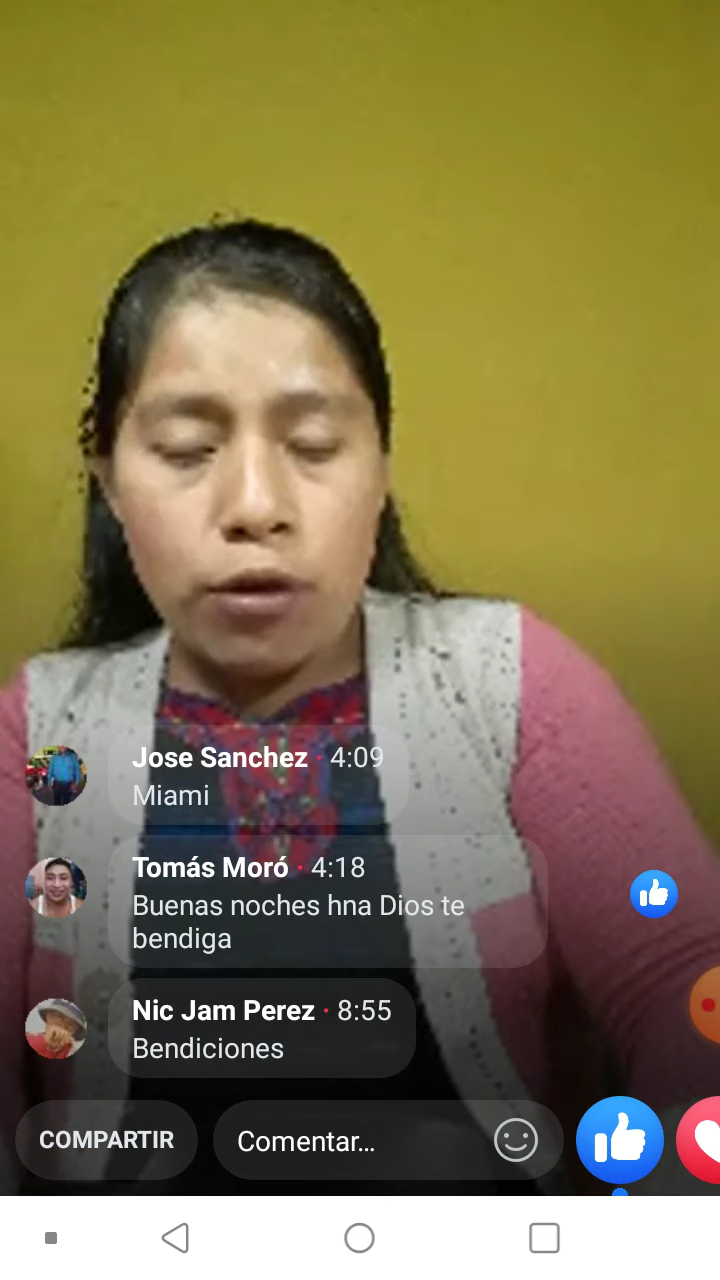 Jose Sanchez · 4:09
Miami
Tomás Moró · 4:18
Buenas noches hna Dios te
bendiga
Nic Jam Perez · 8:55
Bendiciones
COMPARTIR
Comentar...